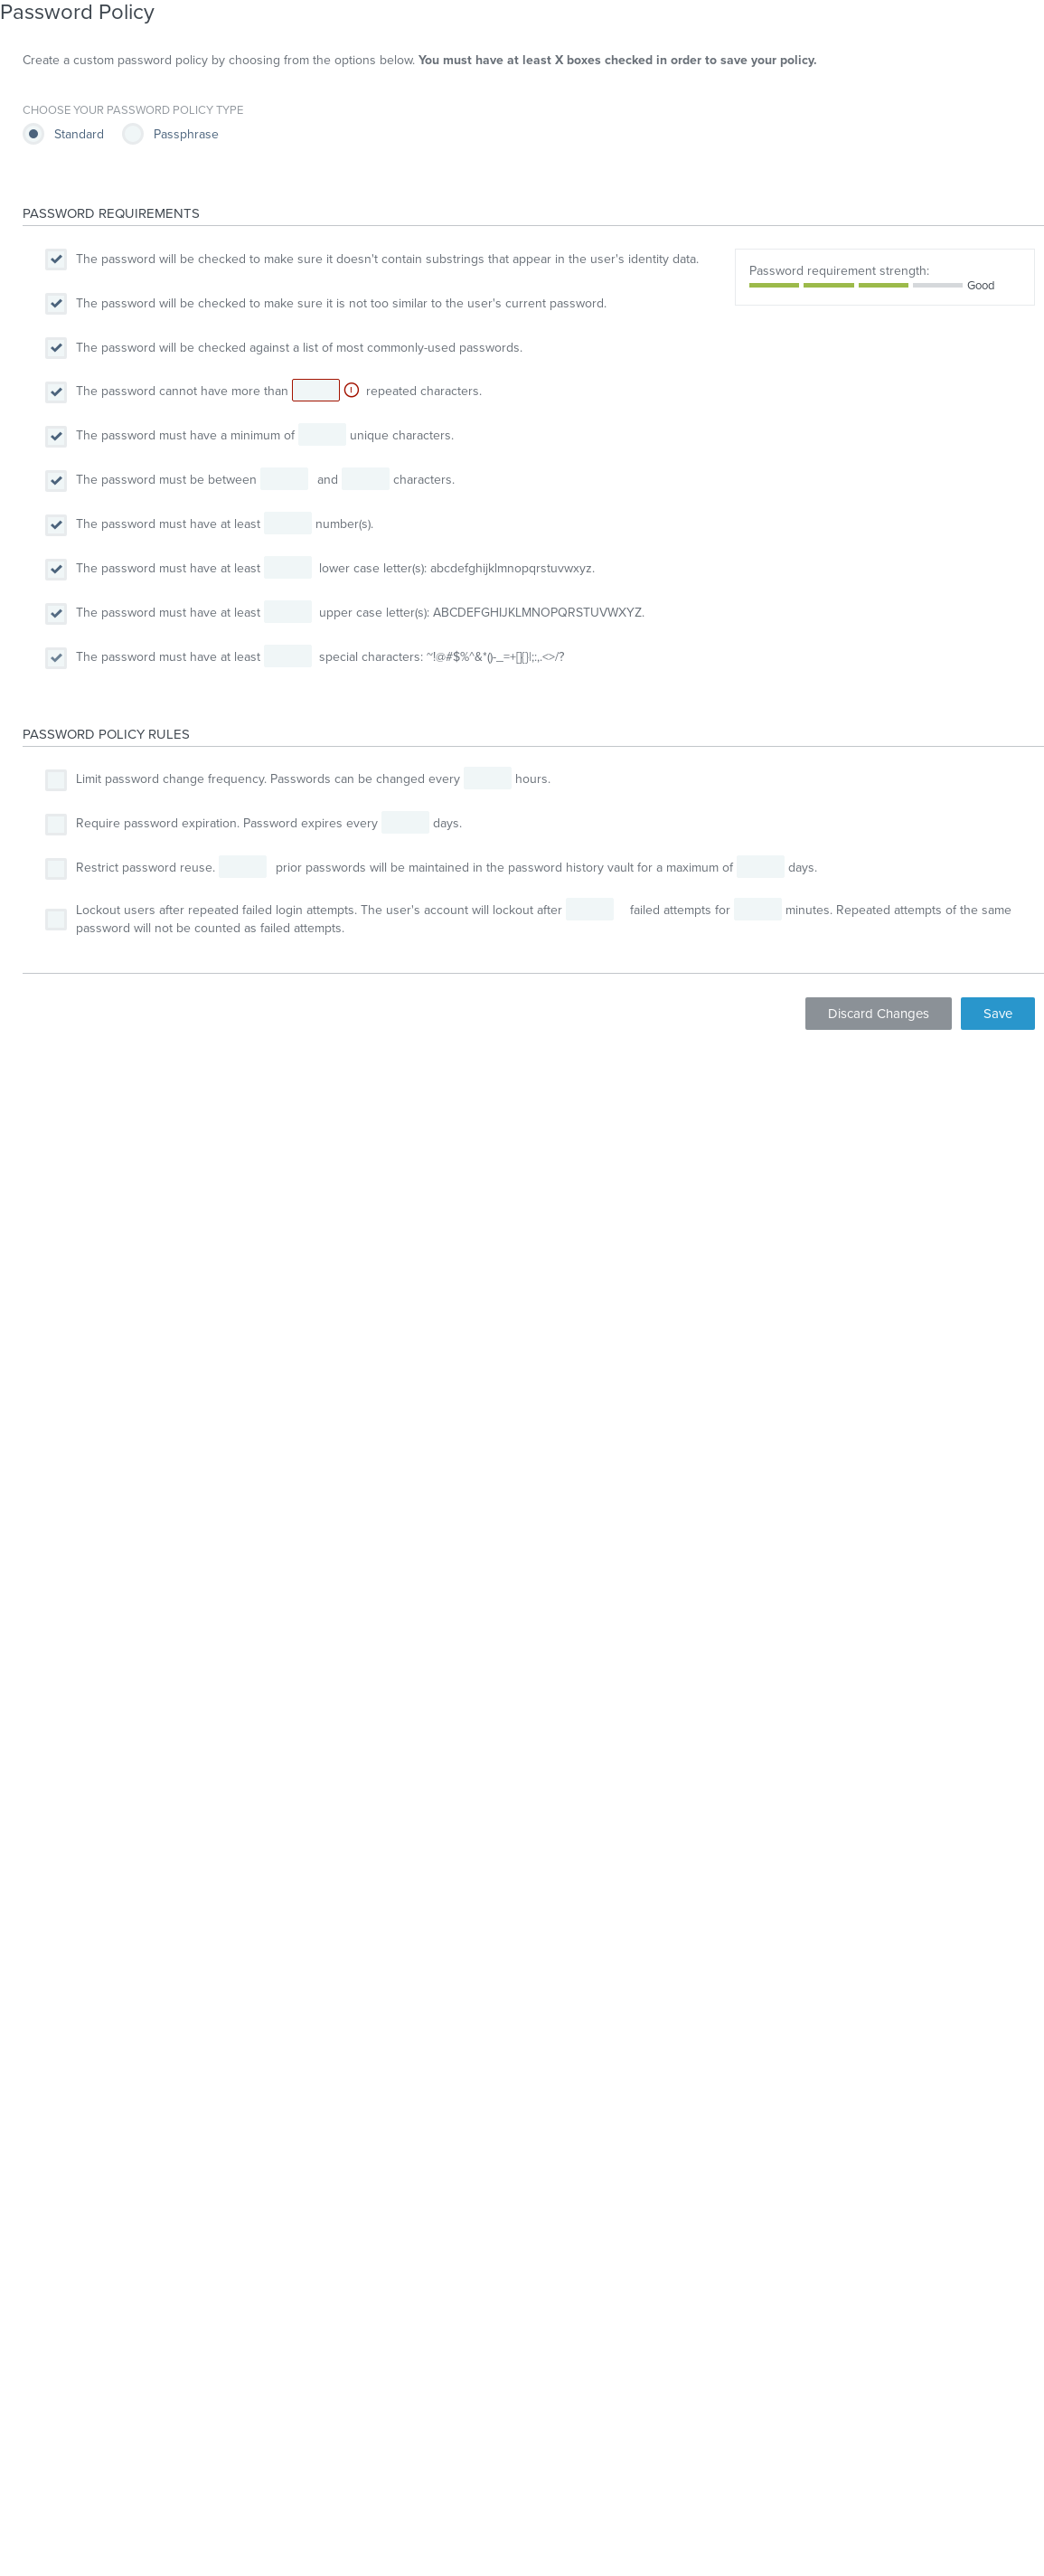 Password Policy
Create a custom password policy by choosing from the options below. You must have at least X boxes checked in order to save your policy.
CHOOSE YOUR PASSWORD POLICY TYPE
Standard Passphrase
PASSWORD REQUIREMENTS
The password will be checked to make sure it doesn't contain substrings that appear in the user's identity data.
Password requirement strength:
Good
The password will be checked to make sure it is not too similar to the user's current password.
The password will be checked against a list of most commonly-used passwords.
The password cannot have more than repeated characters.
The password must have a minimum of unique characters.
The password must be between and characters.
The password must have at least number(s).
The password must have at least lower case letter(s): abcdefghijklmnopqrstuvwxyz.
The password must have at least upper case letter(s): ABCDEFGHIJKLMNOPQRSTUVWXYZ.
The password must have at least special characters: ~!@#$%^&*()-_=+[]{}|;:,.<>/?
PASSWORD POLICY RULES
Limit password change frequency. Passwords can be changed every hours.
Require password expiration. Password expires every days.
Restrict password reuse. prior passwords will be maintained in the password history vault for a maximum of days.
Lockout users after repeated failed login attempts. The user's account will lockout after failed attempts for minutes. Repeated attempts of the same
password will not be counted as failed attempts.
Discard Changes Save